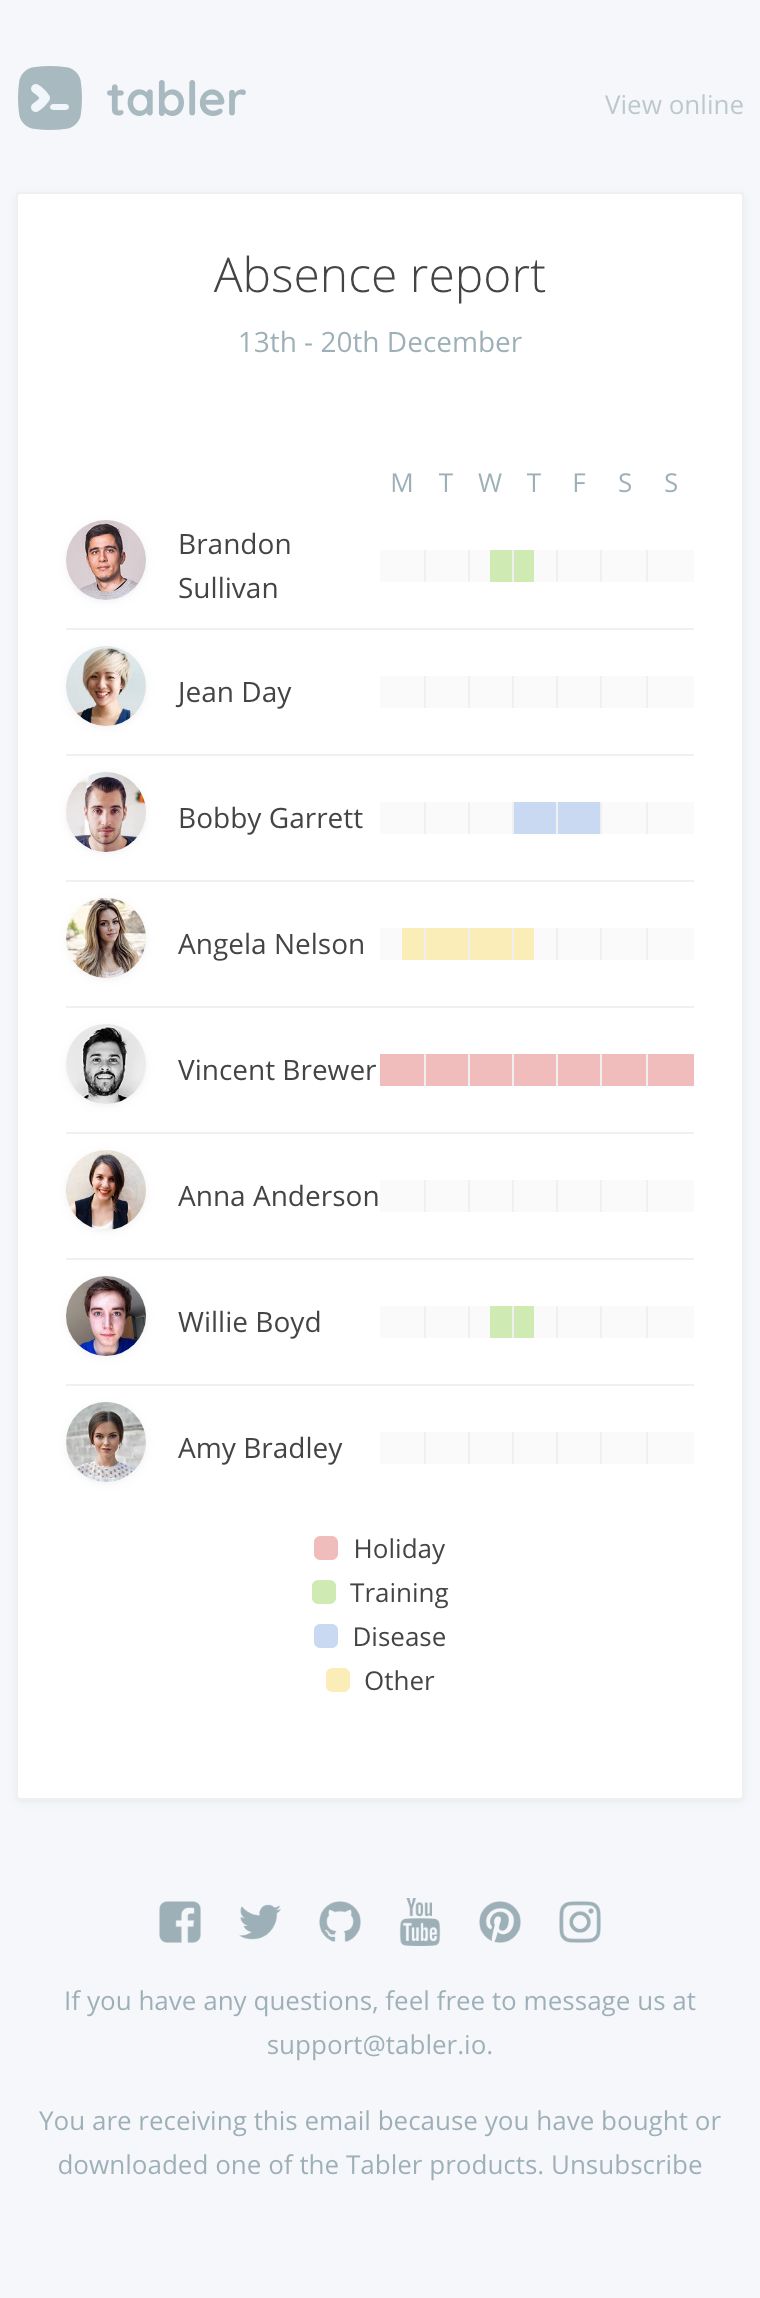 tabler
View online
Absence report
13th - 20th December
M T W T F S S
Brandon
Sullivan
Jean Day
Bobby Garrett
Angela Nelson
Vincent Brewer
Anna Anderson
Willie Boyd
Amy Bradley
Holiday
Training
Disease
Other
You
Tube
If you have any questions, feel free to message us at
support@tabler.io.
You are receiving this email because you have bought or
downloaded one of the Tabler products. Unsubscribe